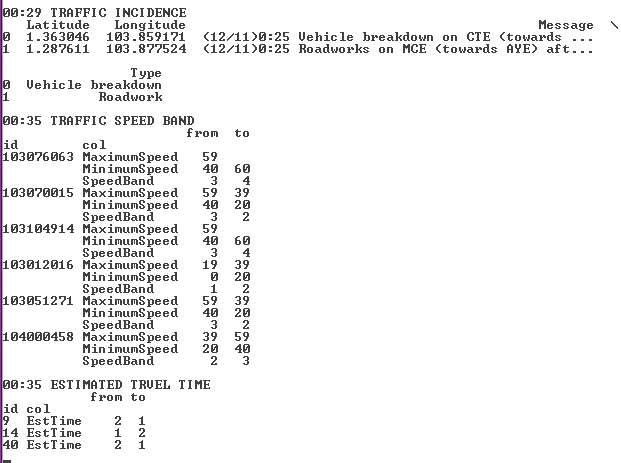 00:29 TRAFFIC INCIDENCE
Latitude Longitude Message \
0 1.363046 103.859171 (12/11)0:25 Vehicle breakdown on CTE (towards ...
1 1.287611 103.877524 (12/11)0:25 Roadworks on MCE (towards AYE) aft...
Type
0 Vehicle breakdown
1 Roadwork
00:35 TRAFFIC SPEED BAND
from to
id col
103076063 MaximumSpeed 59
MinimumSpeed 40 60
SpeedBand 3 4
103070015 MaximumSpeed 59 39
MinimumSpeed 40 20
SpeedBand 3 2
103104914 MaximumSpeed 59
MinimumSpeed 40 60
SpeedBand 3 4
103012016 MaximumSpeed 19 39
MinimumSpeed 0 20
SpeedBand 1 2
103051271 MaximumSpeed 59 39
MinimumSpeed 40 20
SpeedBand 3 2
104000458 MaximumSpeed 39 59
MinimumSpeed 20 40
SpeedBand 2 3
00:35 ESTIMATED TRVEL TIME
from to
id col
9 EstTime 2 1
14 EstTime 1 2
40 EstTime 2 1